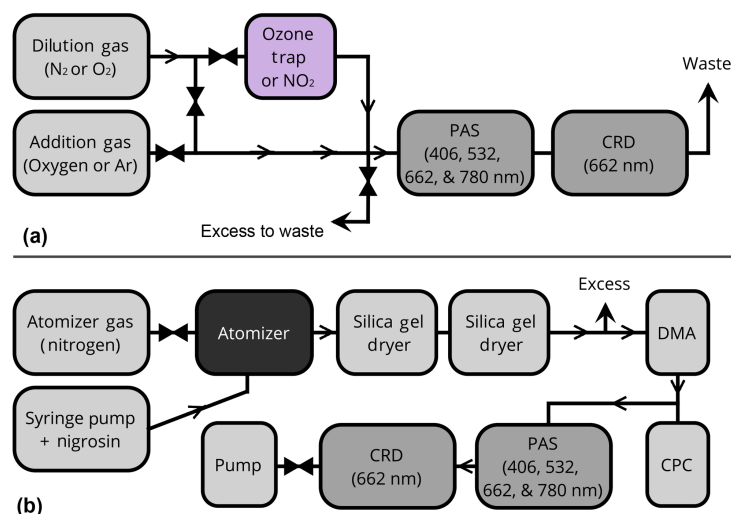 Dilution gas
(N₂ or O₂)
Ozone
trap
or NO₂
Waste
Addition gas
(Oxygen or Ar)
PAS
(406, 532,
662, & 780 nm)
CRD
(662 nm)
Excess to waste
(a)
Excess
Atomizer gas
(nitrogen)
Atomizer
Silica gel
dryer
Silica gel
dryer
DMA
Syringe pump
+ nigrosin
Pump
CRD
(662 nm)
PAS
(406, 532,
662, & 780 nm)
CPC
(b)